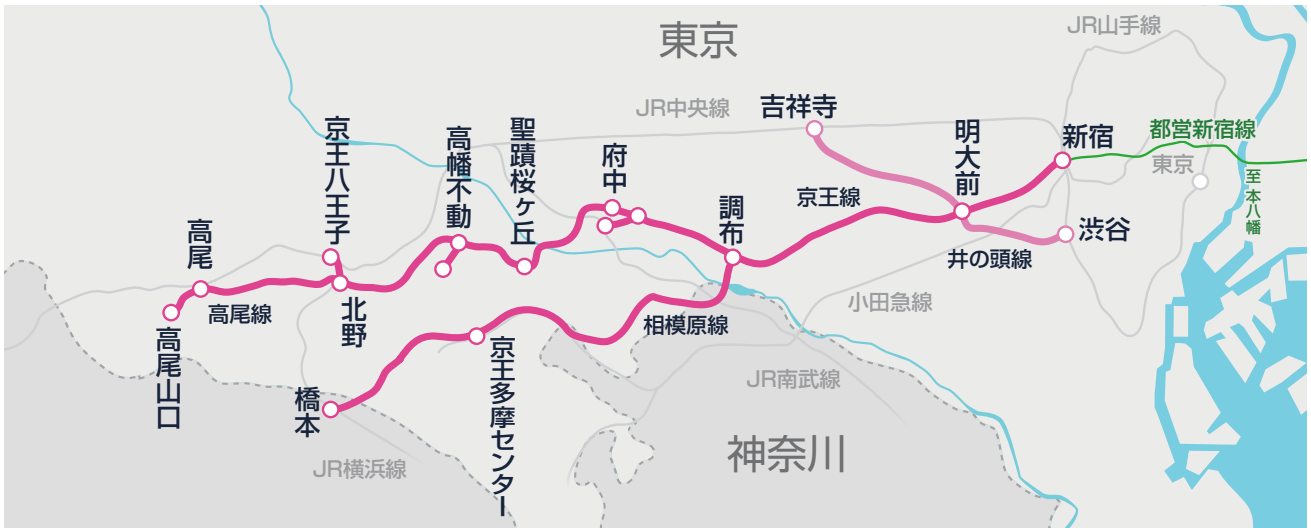 東京
JR山手線
JR中央線
吉祥寺
明大前
新宿
都営新宿線
東京
至 本八幡
京王八王子
高幡不動
聖蹟桜ヶ丘
府中
調布
京王線
渋谷
井の頭線
高尾
高尾線
北野
高尾山口
小田急線
相模原線
橋本
京王多摩センター
JR南武線
JR横浜線
神奈川